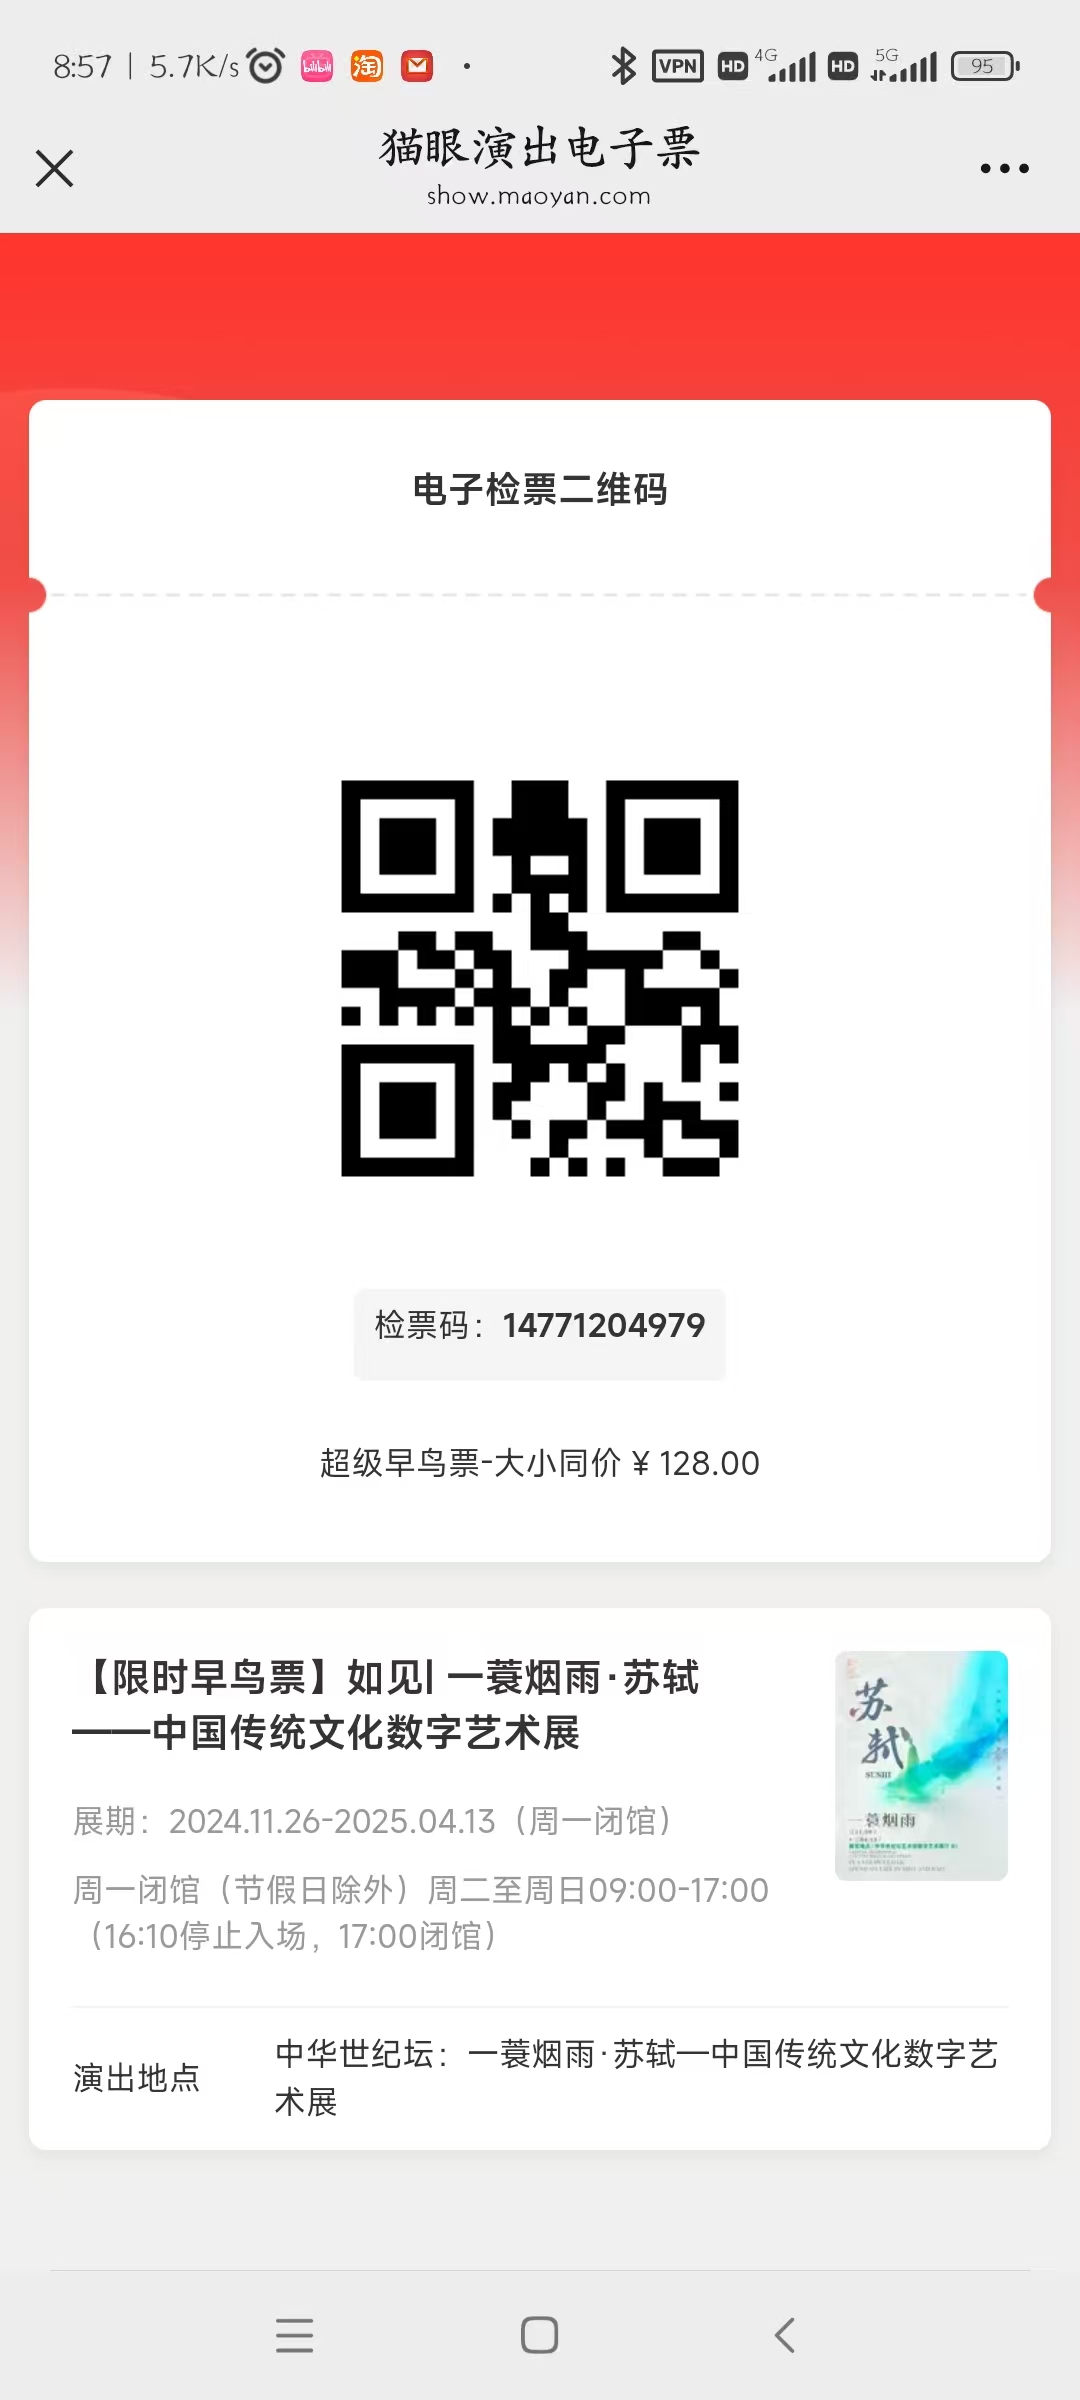 8:57 | 5.7K/s bilibili 淘 VPN HD 4G HD 5G 95
猫眼演出电子票
show.maoyan.com
电子检票二维码
检票码：14771204979
超级早鸟票-大小同价 ¥ 128.00
【限时早鸟票】如见| 一蓑烟雨·苏轼
——中国传统文化数字艺术展
展期：2024.11.26-2025.04.13（周一闭馆）
周一闭馆（节假日除外）周二至周日09:00-17:00
（16:10停止入场，17:00闭馆）
苏
轼
SUSHI
一蓑烟雨
演出地点
中华世纪坛：一蓑烟雨·苏轼—中国传统文化数字艺
术展